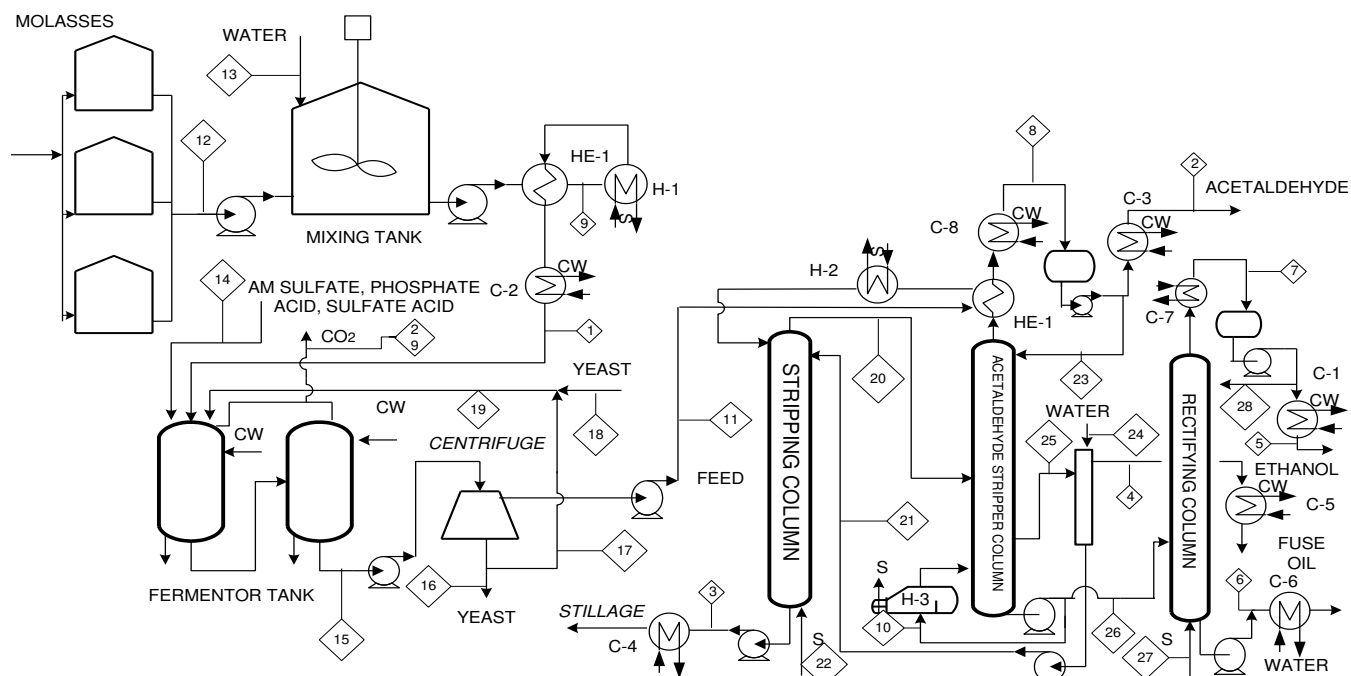 MOLASSES
WATER
13
12
HE-1
H-1
S
9
MIXING TANK
14
AM SULFATE, PHOSPHATE
ACID, SULFATE ACID
C-2
CW
1
CO2
2
9
YEAST
19
18
CW
CW
CENTRIFUGE
11
FEED
17
16
YEAST
FERMENTOR TANK
15
STILLAGE
3
C-4
S
22
STRIPPING COLUMN
20
21
H-2
S
HE-1
C-8
CW
8
C-3
CW
2
ACETALDEHYDE
23
ACETALDEHYDE STRIPPER COLUMN
WATER
25
24
4
S
H-3
10
26
C-7
7
28
C-1
CW
5
ETHANOL
CW
C-5
RECTIFYING COLUMN
FUSE
OIL
6
C-6
S
27
WATER